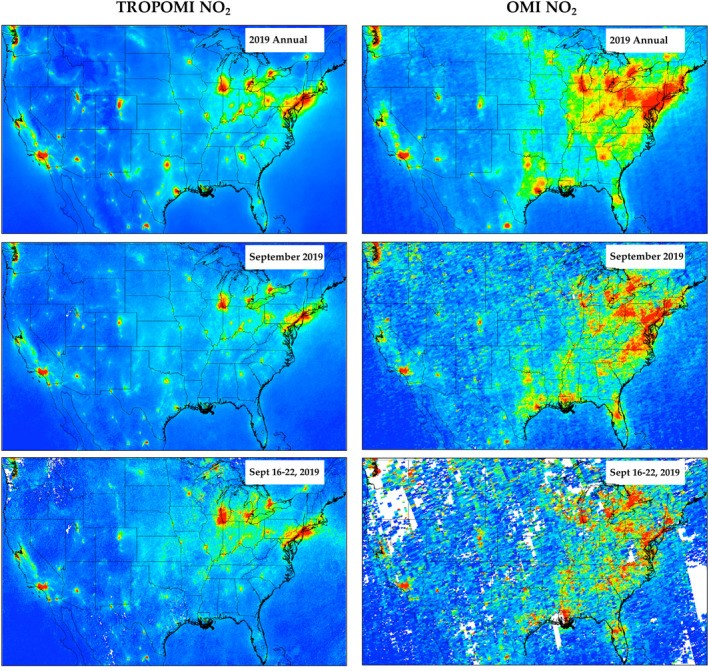 TROPOMI NO₂
OMI NO₂
2019 Annual
2019 Annual
September 2019
September 2019
Sept 16-22, 2019
Sept 16-22, 2019